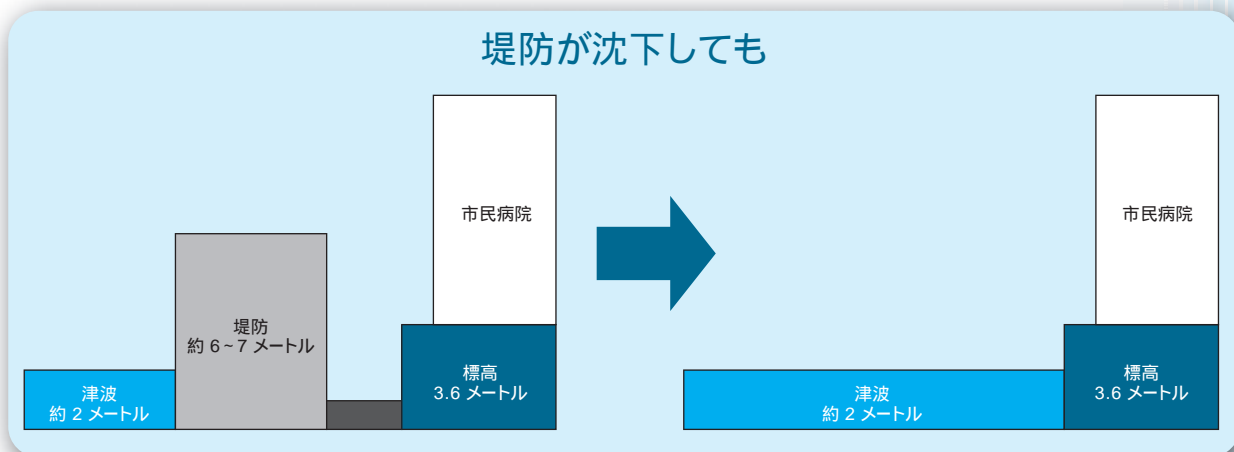 堤防が沈下しても
市民病院
堤防
約 6~7 メートル
津波
約 2 メートル
標高
3.6 メートル
市民病院
津波
約 2 メートル
標高
3.6 メートル